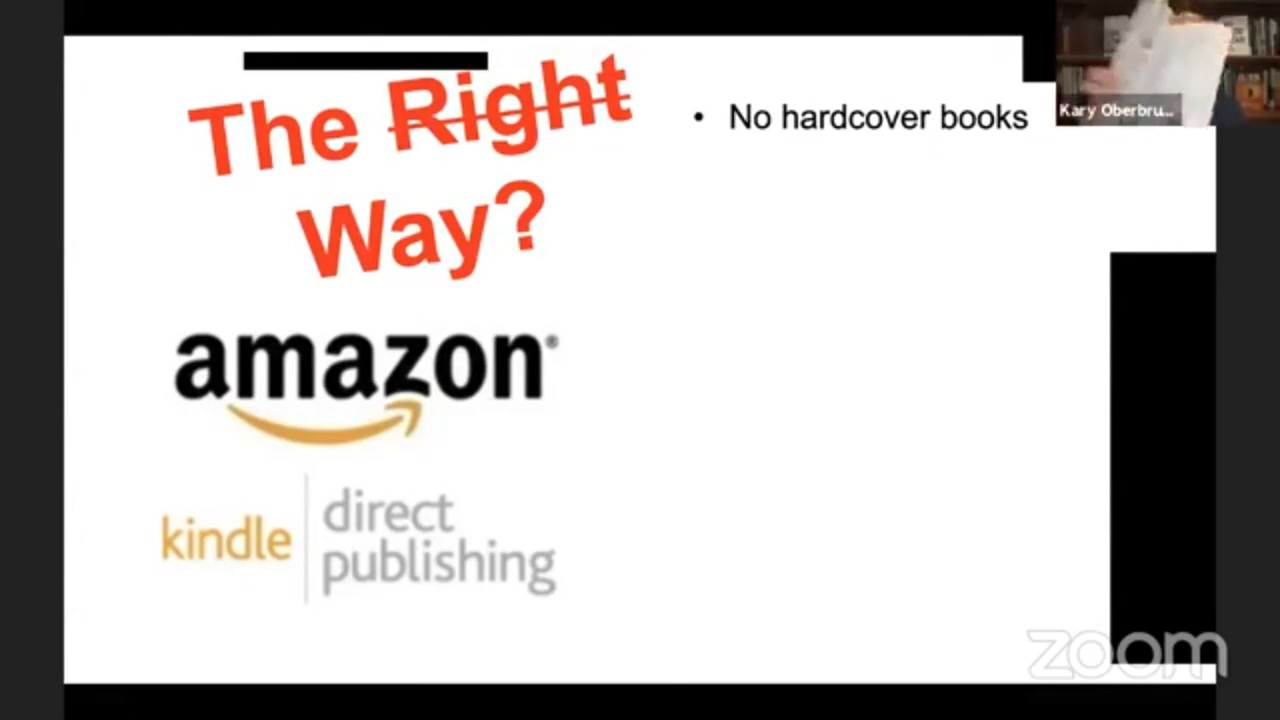 The Right
Way?
• No hardcover books
Kary Oberbru...
amazon®
kindle | direct
publishing
zoom